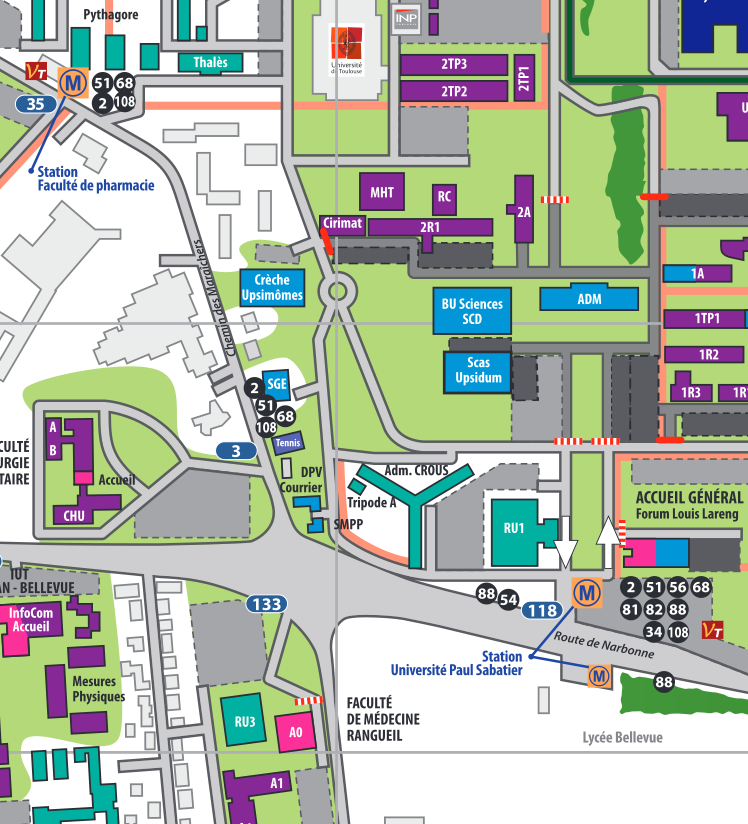 Pythagore
INP
Thalès
Université
de Toulouse
2TP3
2TP2
2TP1
VT
M
51
68
2
108
35
Station
Faculté de pharmacie
MHT
RC
2A
Cirimat
2R1
1A
Crèche
Upsimômes
BU Sciences
SCD
ADM
1TP1
Chemin des Maraîchers
Scas
Upsidum
1R2
1R3
1R1
SGE
2
51
68
108
Tennis
3
A
B
Accueil
CHU
CULTÉ
URGIE
TAIRE
DPV
Courrier
SMPP
Adm. CROUS
Tripode A
RU1
ACCUEIL GÉNÉRAL
Forum Louis Lareng
IUT
AN - BELLEVUE
InfoCom
Accueil
133
88
54
118
M
2
51
56
68
81
82
88
34
108
VT
Route de Narbonne
Station
Université Paul Sabatier
M
88
Mesures
Physiques
RU3
A0
FACULTÉ
DE MÉDECINE
RANGUEIL
Lycée Bellevue
A1